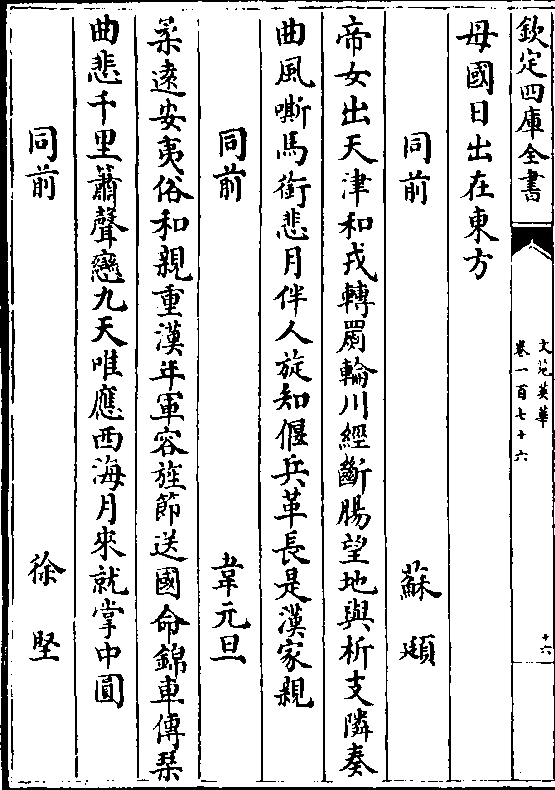 欽定四庫全書
文苑英華
卷一百七十六
十六
母國日出在東方
同前 蘇頲
帝女出天津和戎轉罽輪川經斷腸望地與析支隣奏
曲風嘶馬銜悲月伴人旋知偃兵革長是漢家親
同前 韋元旦
柔遠安夷俗和親重漢年軍容旌節送國命錦車傳琴
曲悲千里簫聲戀九天唯應西海月來就掌中圓
同前 徐堅